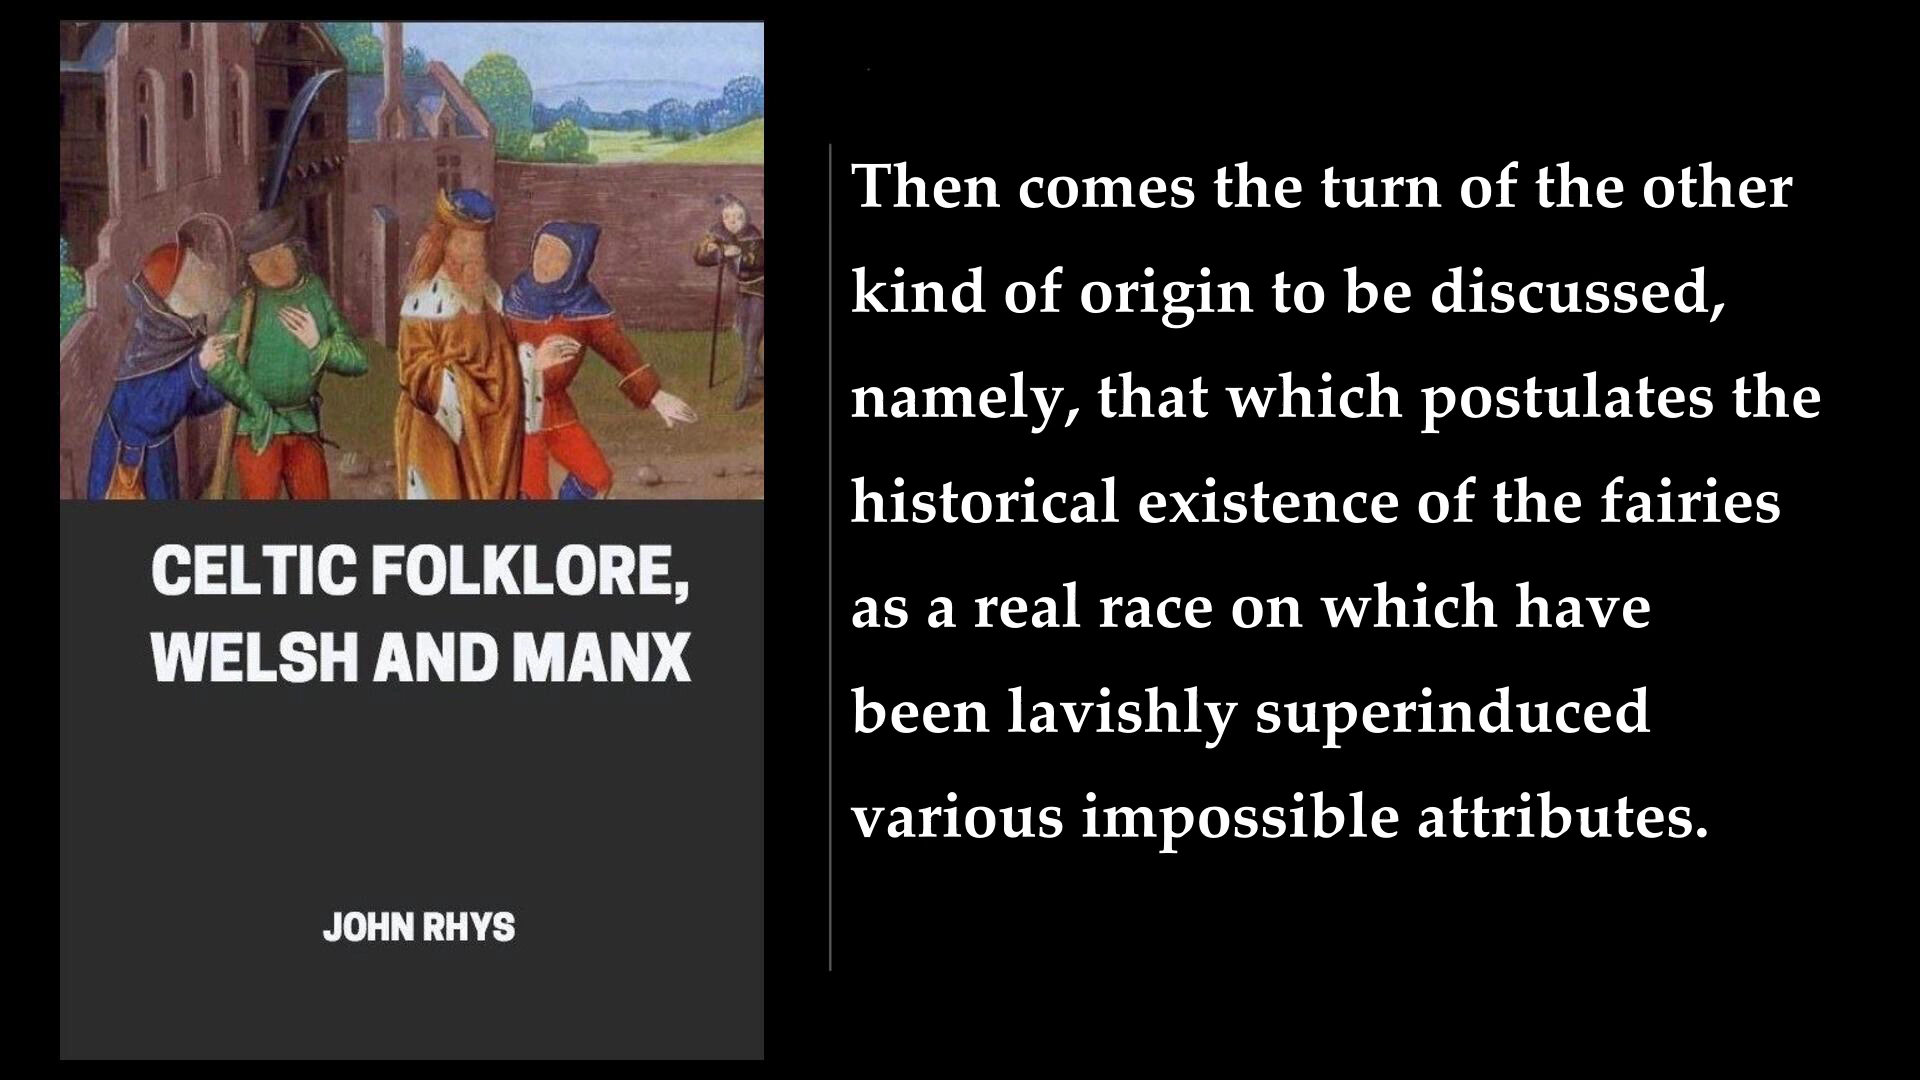 CELTIC FOLKLORE,
WELSH AND MANX
JOHN RHYS
Then comes the turn of the other
kind of origin to be discussed,
namely, that which postulates the
historical existence of the fairies
as a real race on which have
been lavishly superinduced
various impossible attributes.